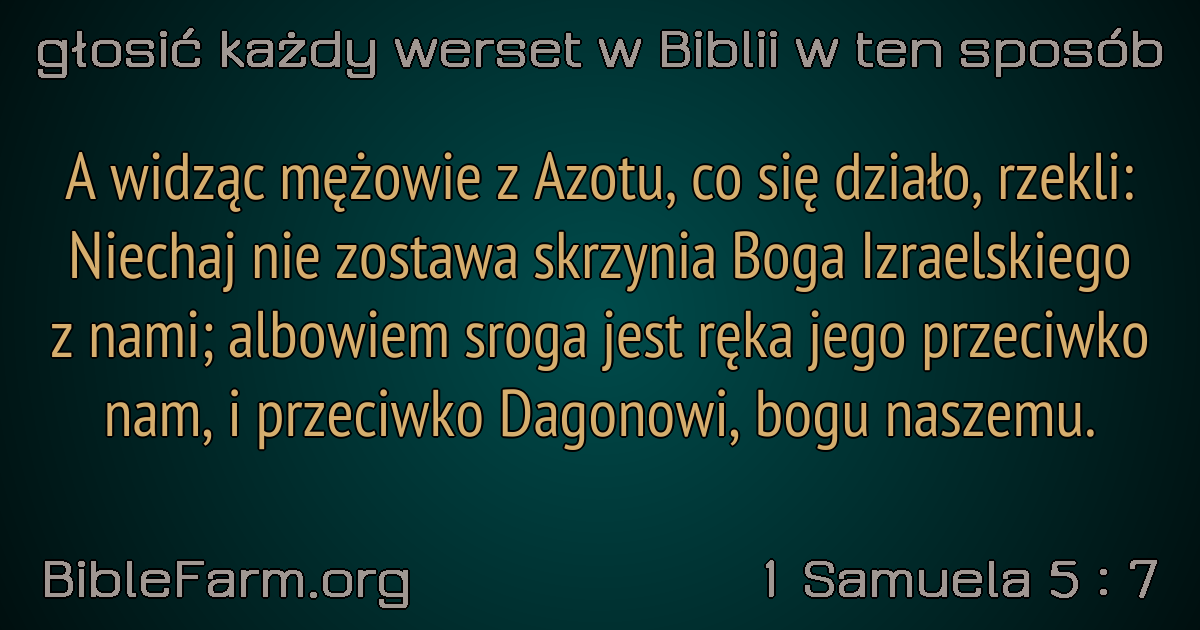 głosić każdy werset w Biblii w ten sposób
A widząc mężowie z Azotu, co się działo, rzekli:
Niechaj nie zostawa skrzynia Boga Izraelskiego
z nami; albowiem sroga jest ręka jego przeciwko
nam, i przeciwko Dagonowi, bogu naszemu.
BibleFarm.org
1 Samuela 5 : 7